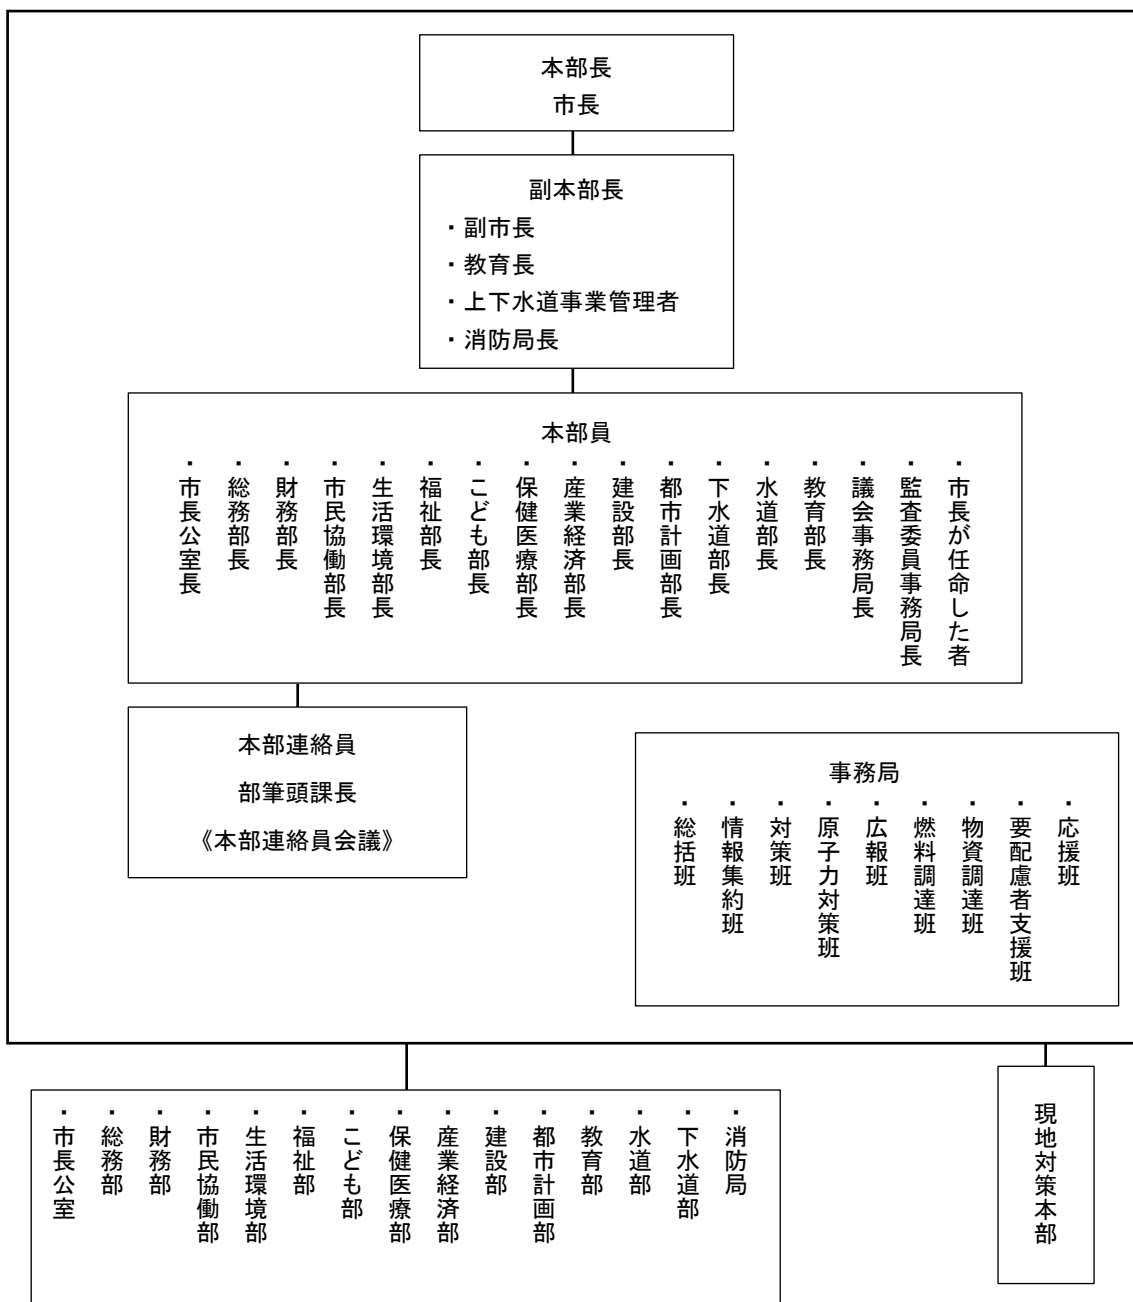 本部長
市長
副本部長
・副市長
・教育長
・上下水道事業管理者
・消防局長
本部員
・市長公室長
・総務部長
・財務部長
・市民協働部長
・生活環境部長
・福祉部長
・こども部長
・保健医療部長
・産業経済部長
・建設部長
・都市計画部長
・下水道部長
・水道部長
・教育部長
・議会事務局長
・監査委員事務局長
・市長が任命した者
本部連絡員
部筆頭課長
《本部連絡員会議》
事務局
・総括班
・情報集約班
・対策班
・原子力対策班
・広報班
・燃料調達班
・物資調達班
・要配慮者支援班
・応援班
・市長公室
・総務部
・財務部
・市民協働部
・生活環境部
・福祉部
・こども部
・保健医療部
・産業経済部
・建設部
・都市計画部
・教育部
・水道部
・下水道部
・消防局
現地対策本部